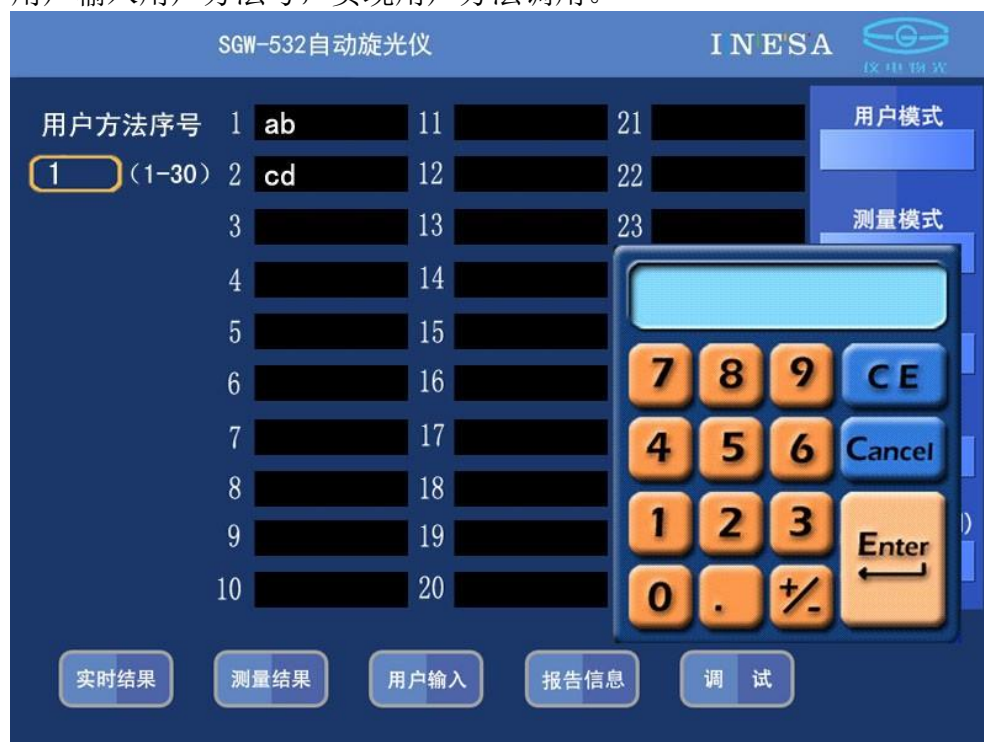 用户输入用户方法号，实现用户方法调用。
SGW-532自动旋光仪
INESA
仪电物光
用户方法序号 1 ab 11 21 用户模式
1 （1-30） 2 cd 12 22
3 13 23 测量模式
4 14
5 15
6 16
7 17
8 18
9 19
10 20
7 8 9 CE
4 5 6 Cancel
1 2 3 Enter
0 . +/-
实时结果 测量结果 用户输入 报告信息 调 试